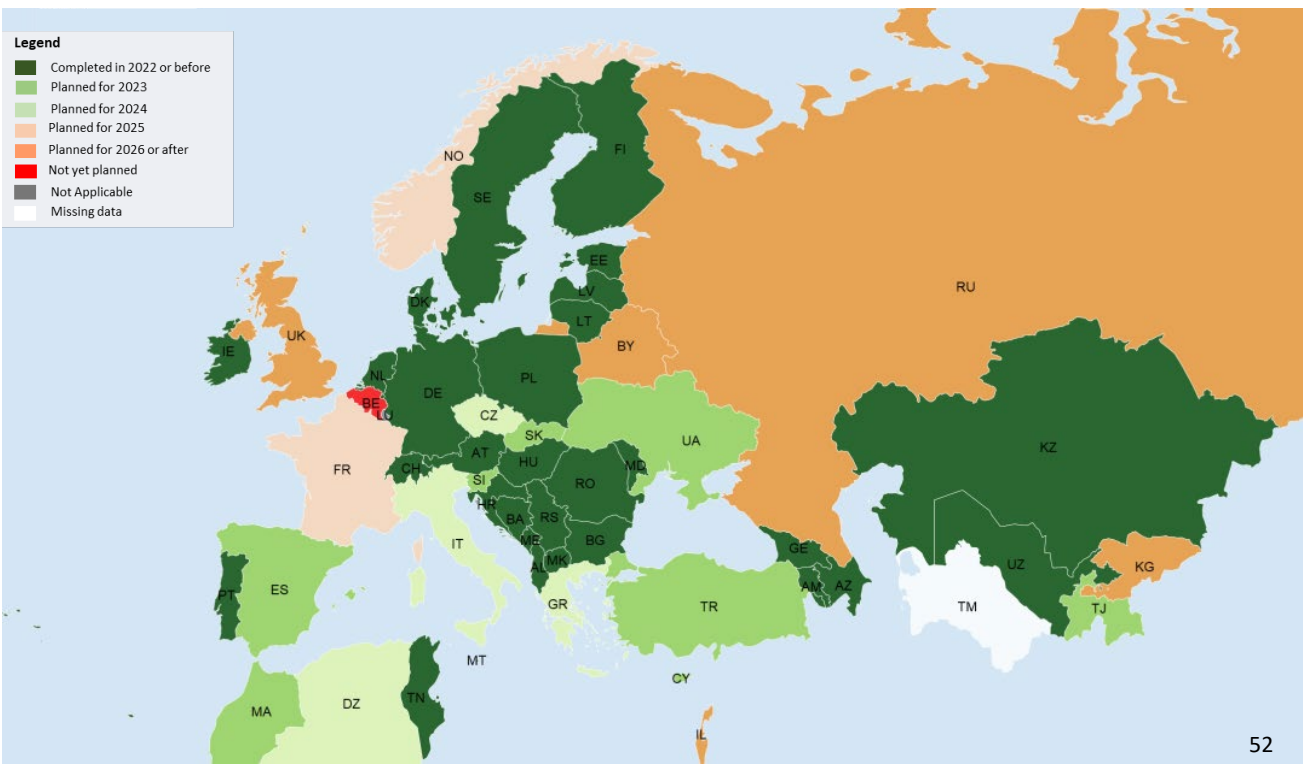 Legend
Completed in 2022 or before
Planned for 2023
Planned for 2024
Planned for 2025
Planned for 2026 or after
Not yet planned
Not Applicable
Missing data
NO
FI
SE
EE
LV
DK
LT
RU
UK
BY
IE
NL
PL
DE
BE
LU
CZ
SK
UA
KZ
AT
HU
MD
FR
CH
SI
RO
HR
BA
RS
IT
ME
BG
GE
MK
AL
UZ
KG
AM
AZ
PT
ES
GR
TR
TM
TJ
MT
CY
TN
MA
DZ
IL
52